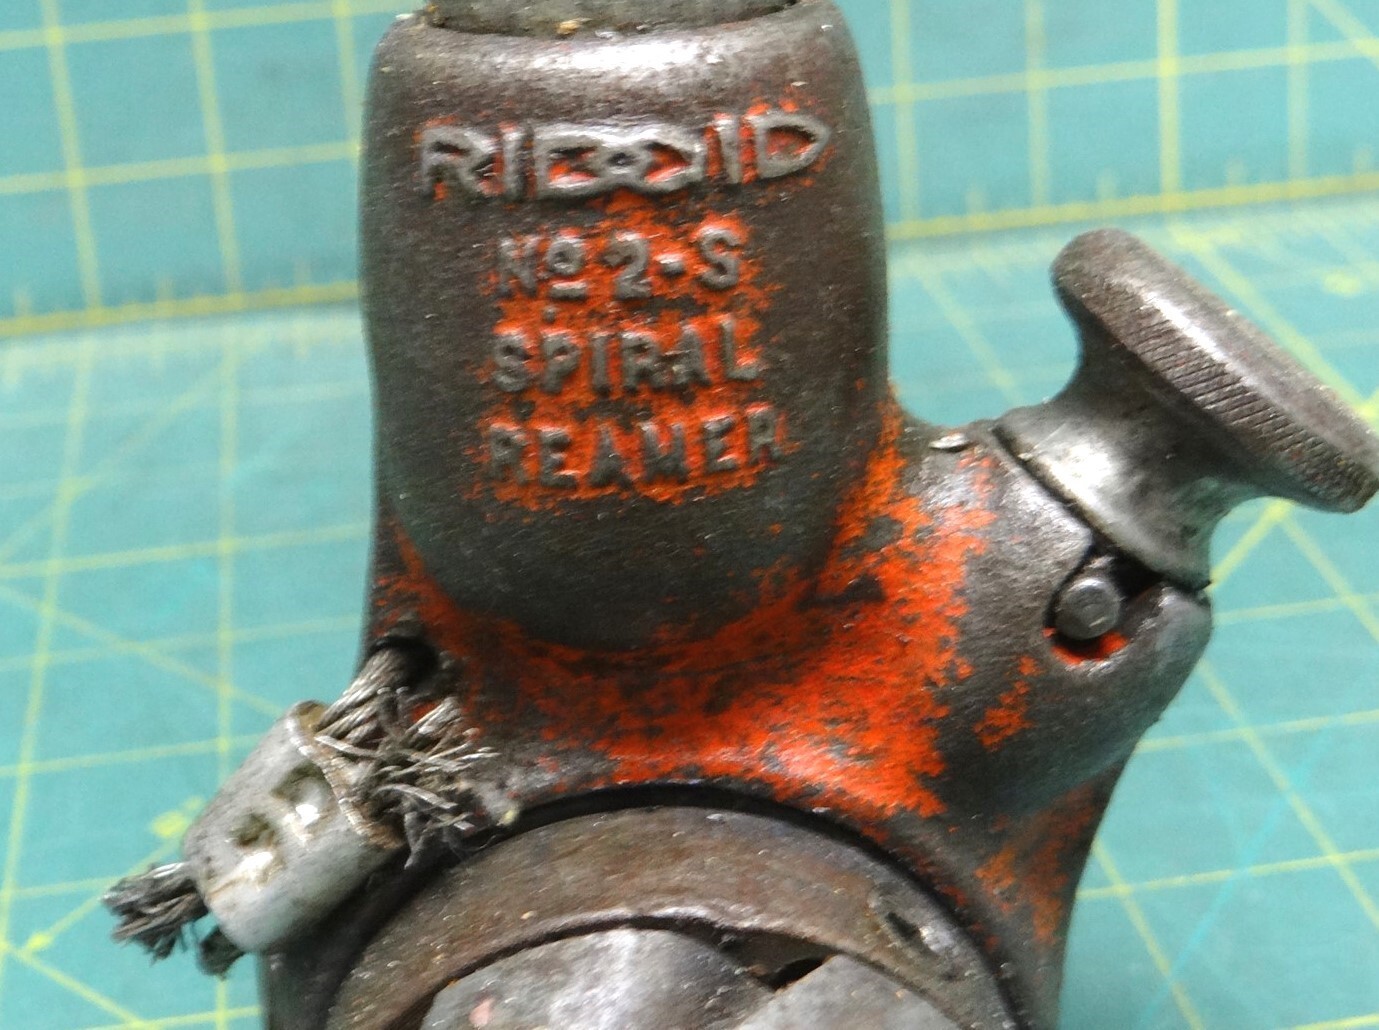 RIDGID
Nº 2-S
SPIRAL
REAMER